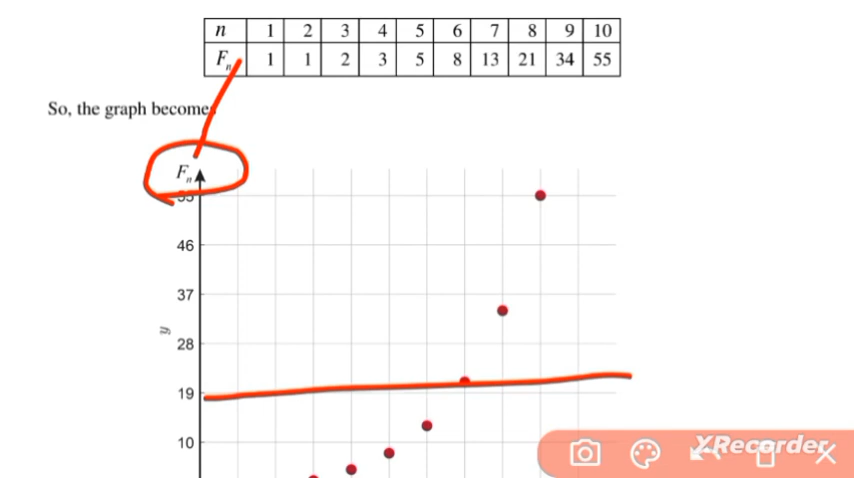 n 1 2 3 4 5 6 7 8 9 10
Fn 1 1 2 3 5 8 13 21 34 55
So, the graph becomes
Fn
55
46
37
y
28
19
10
XRecorder